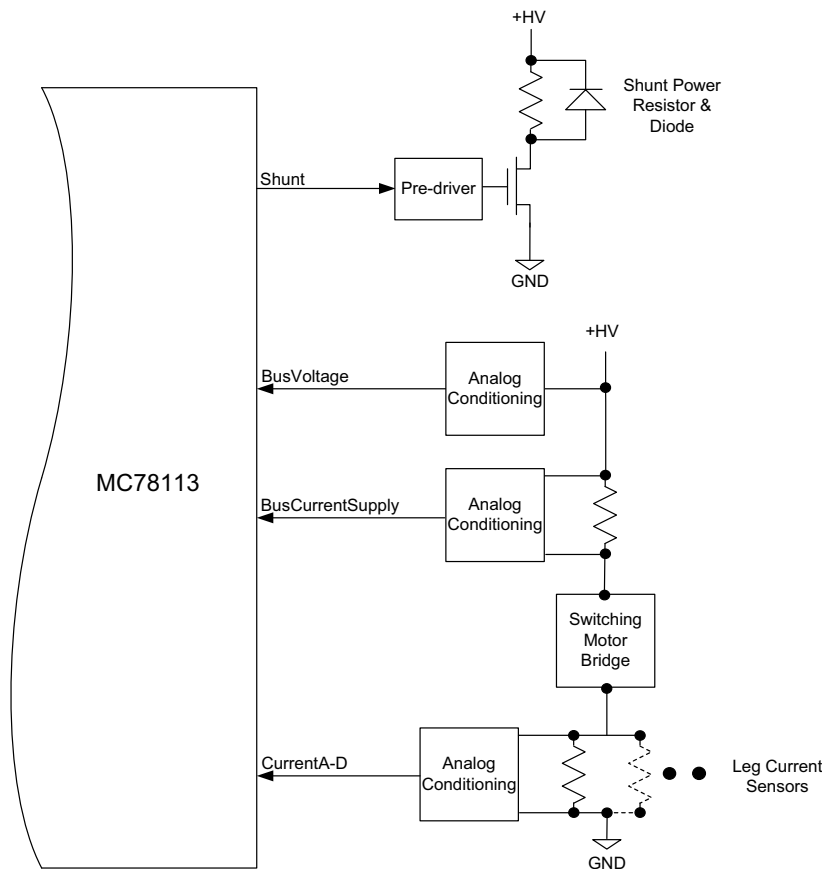 +HV
Shunt Power
Resistor &
Diode
Shunt
Pre-driver
GND
+HV
BusVoltage
Analog
Conditioning
MC78113
BusCurrentSupply
Analog
Conditioning
Switching
Motor
Bridge
CurrentA-D
Analog
Conditioning
Leg Current
Sensors
GND